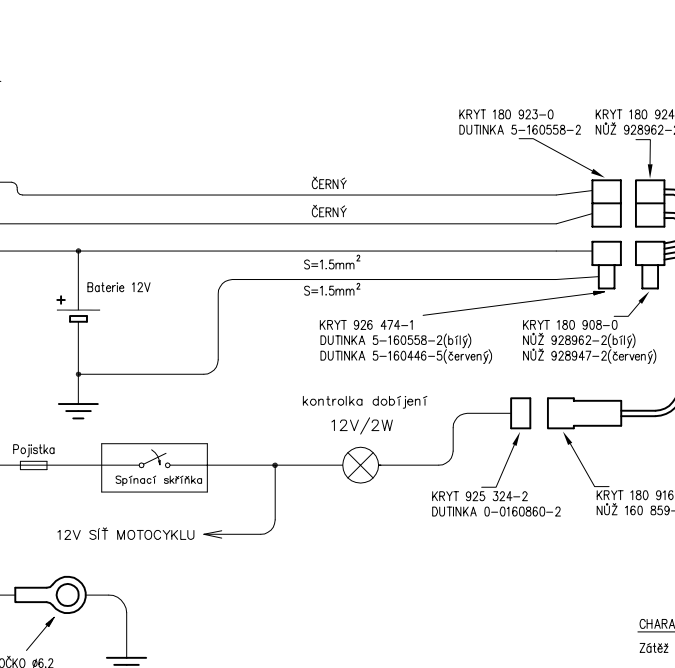 KRYT 180 923-0
DUTINKA 5-160558-2
KRYT 180 924
NŮŽ 928962-2
ČERNÝ
ČERNÝ
S=1.5mm²
S=1.5mm²
+
Baterie 12V
KRYT 926 474-1
DUTINKA 5-160558-2(bílý)
DUTINKA 5-160446-5(červený)
KRYT 180 908-0
NŮŽ 928962-2(bílý)
NŮŽ 928947-2(červený)
kontrolka dobíjení
12V/2W
Pojistka
Spínací skříňka
KRYT 925 324-2
DUTINKA 0-0160860-2
KRYT 180 916
NŮŽ 160 859-
12V SÍŤ MOTOCYKLU
OČKO ø6.2
CHARA
Zátěž